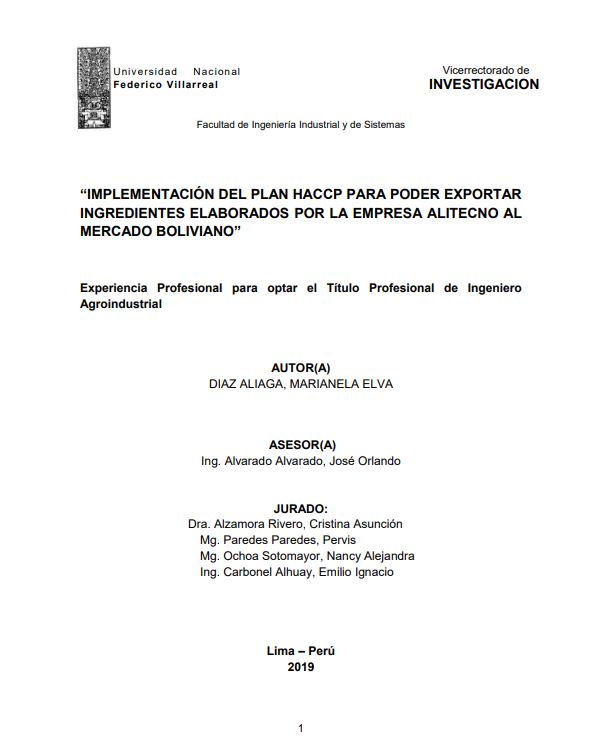 Universidad Nacional
Federico Villarreal
Vicerrectorado de
INVESTIGACION
Facultad de Ingeniería Industrial y de Sistemas
“IMPLEMENTACIÓN DEL PLAN HACCP PARA PODER EXPORTAR
INGREDIENTES ELABORADOS POR LA EMPRESA ALITECNO AL
MERCADO BOLIVIANO”
Experiencia Profesional para optar el Título Profesional de Ingeniero
Agroindustrial
AUTOR(A)
DIAZ ALIAGA, MARIANELA ELVA
ASESOR(A)
Ing. Alvarado Alvarado, José Orlando
JURADO:
Dra. Alzamora Rivero, Cristina Asunción
Mg. Paredes Paredes, Pervis
Mg. Ochoa Sotomayor, Nancy Alejandra
Ing. Carbonel Alhuay, Emilio Ignacio
Lima – Perú
2019
1